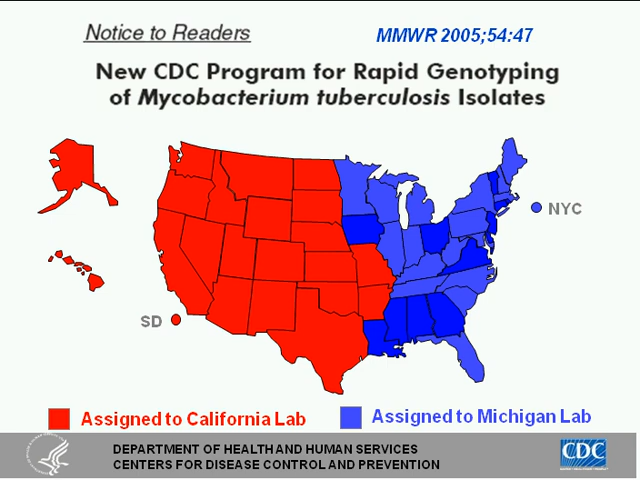 Notice to Readers
MMWR 2005;54:47
New CDC Program for Rapid Genotyping
of Mycobacterium tuberculosis Isolates
NYC
SD
Assigned to California Lab
Assigned to Michigan Lab
DEPARTMENT OF HEALTH AND HUMAN SERVICES
CENTERS FOR DISEASE CONTROL AND PREVENTION
CDC